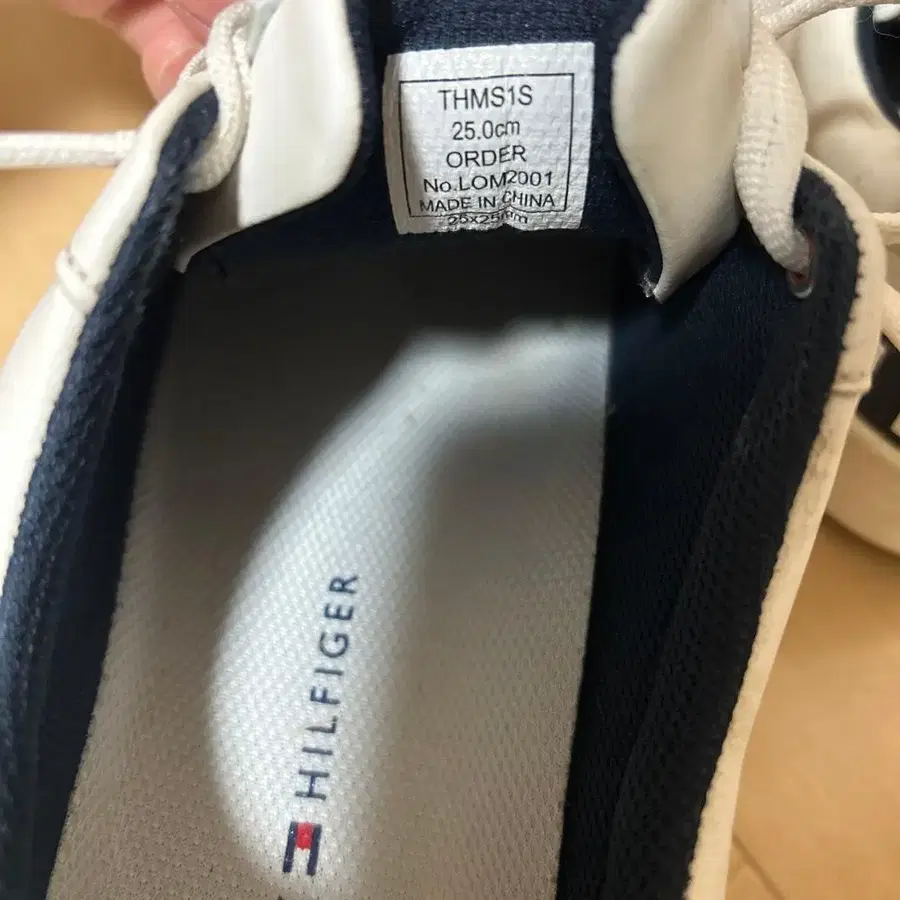 THMS1S
25.0cm
ORDER
No.LOM2001
MADE IN CHINA
HILFIGER